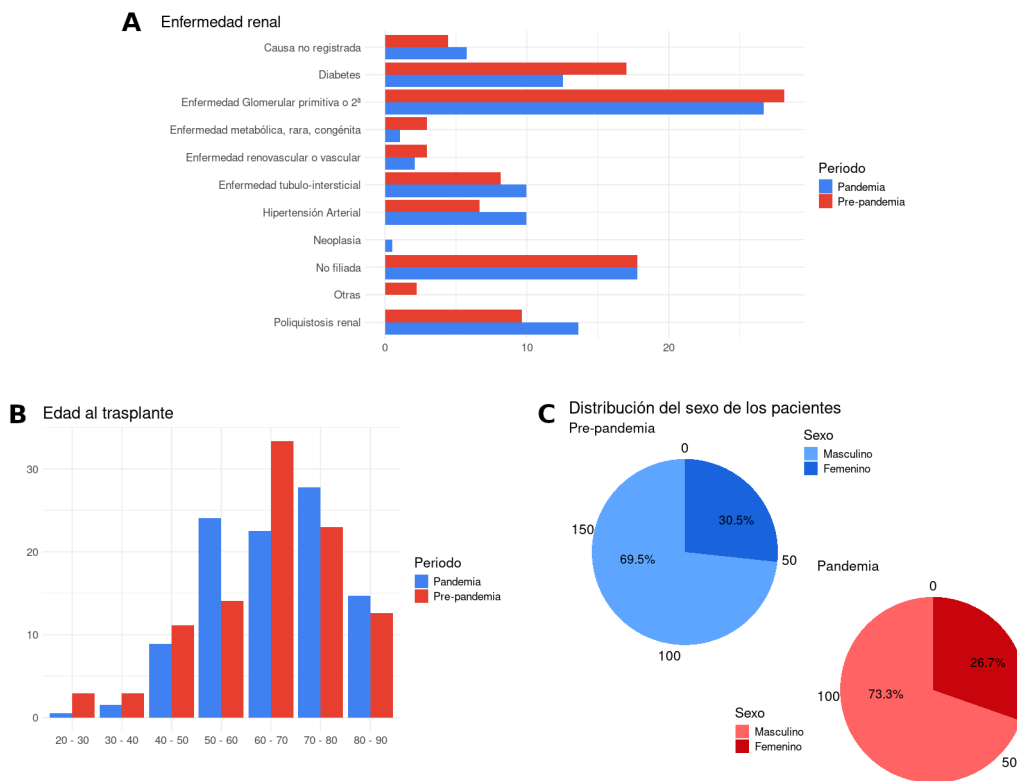 A Enfermedad renal
Causa no registrada
Diabetes
Enfermedad Glomerular primitiva o 2ª
Enfermedad metabólica, rara, congénita
Enfermedad renovascular o vascular
Enfermedad tubulo-intersticial
Hipertensión Arterial
Neoplasia
No filiada
Otras
Poliquistosis renal
0 10 20
Periodo
Pandemia
Pre-pandemia
B Edad al trasplante
30
20
10
0
20 - 30 30 - 40 40 - 50 50 - 60 60 - 70 70 - 80 80 - 90
Periodo
Pandemia
Pre-pandemia
C Distribución del sexo de los pacientes
Pre-pandemia
0
50
100
150
30.5%
69.5%
Sexo
Masculino
Femenino
Pandemia
0
50
100
26.7%
73.3%
Sexo
Masculino
Femenino